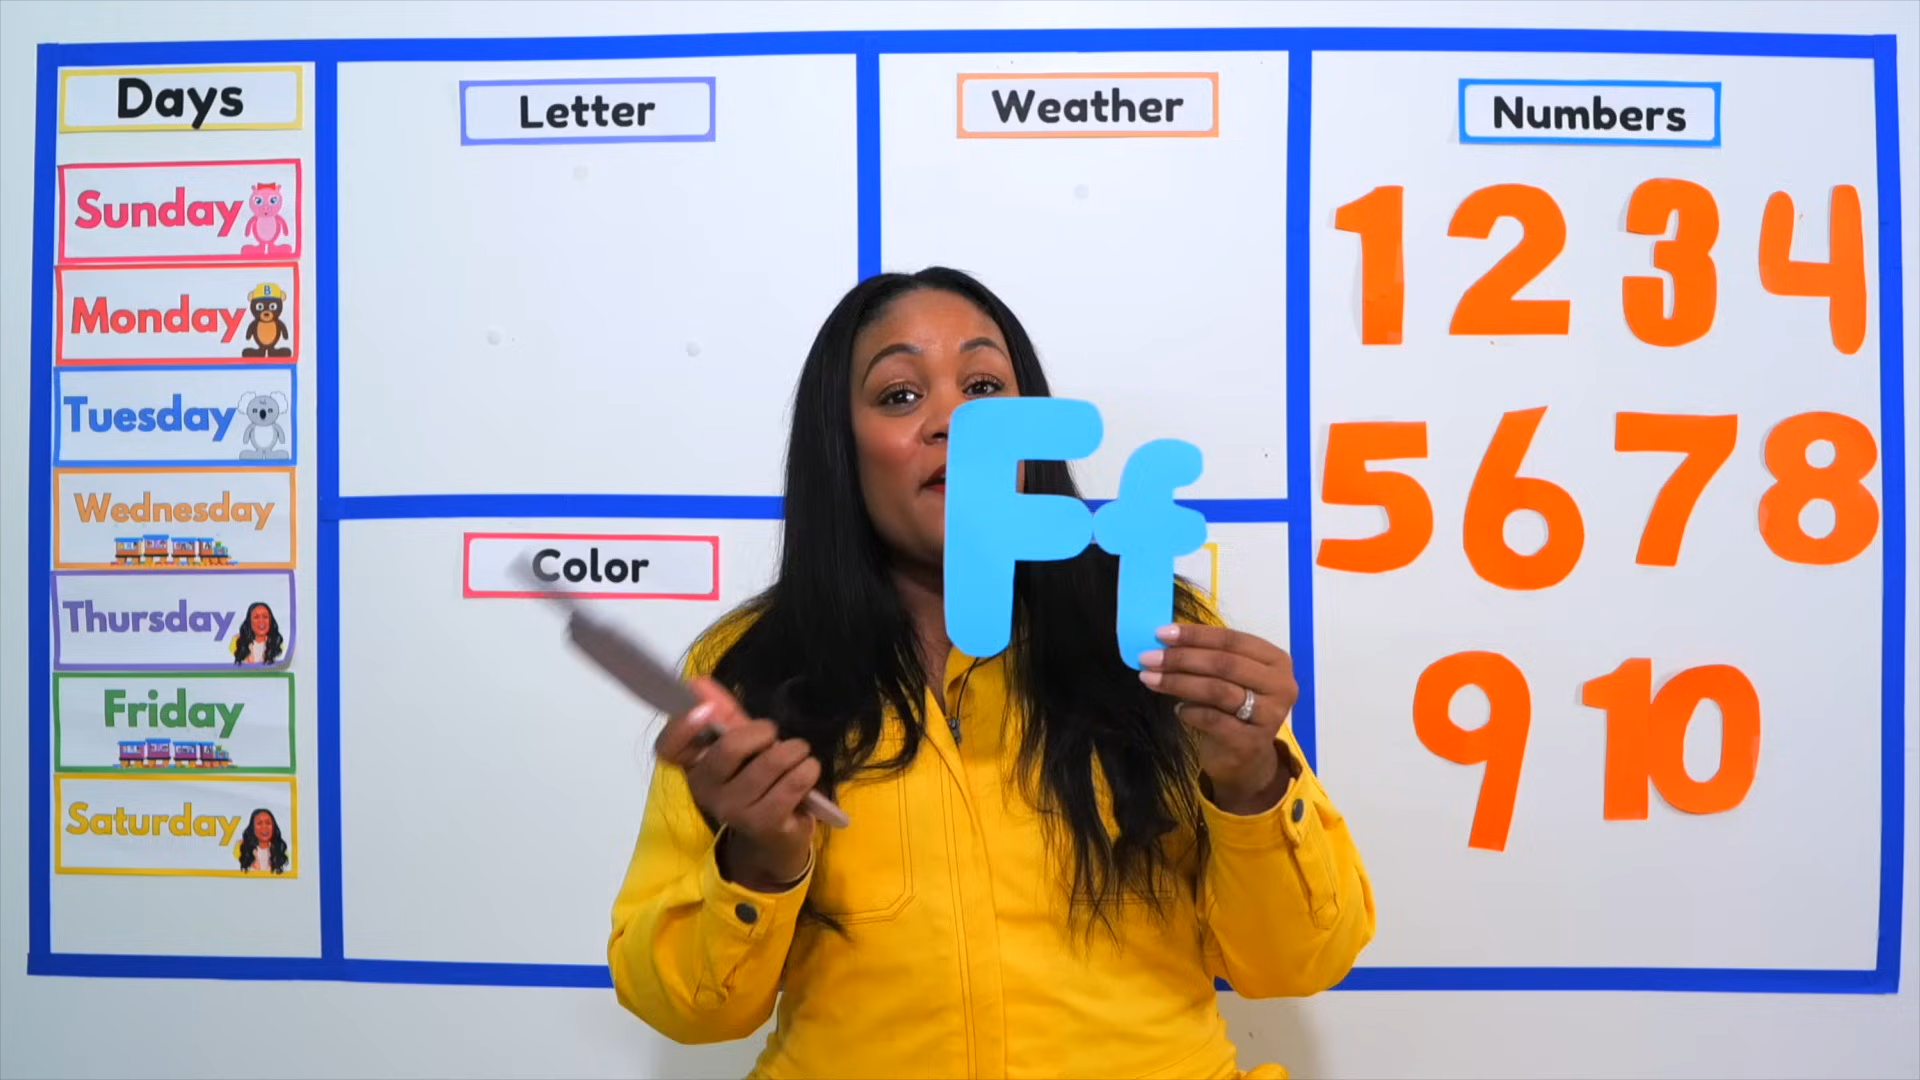 Days
Sunday
Monday
B
Tuesday
Wednesday
Thursday
Friday
Saturday
Letter
Weather
Color
Ff
Numbers
1 2 3 4
5 6 7 8
9 10